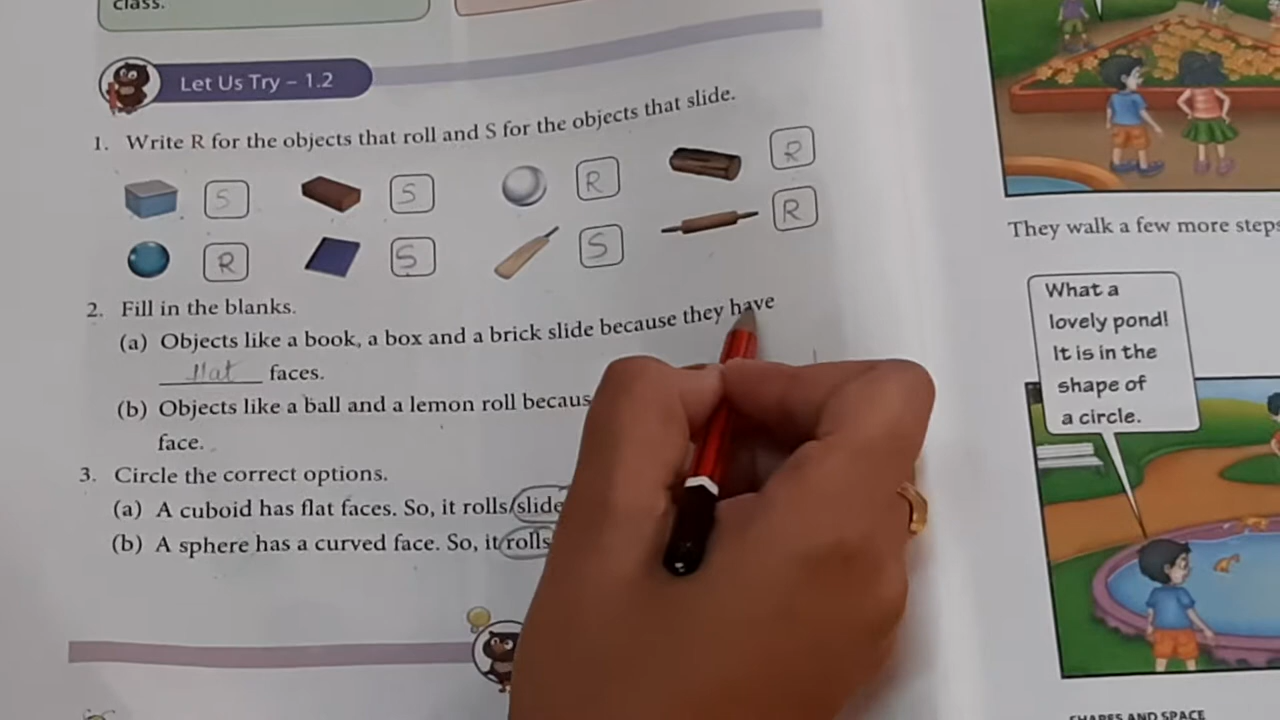 class.
Let Us Try – 1.2
1. Write R for the objects that roll and S for the objects that slide.
S S R R
R S S R
2. Fill in the blanks.
(a) Objects like a book, a box and a brick slide because they have
flat faces.
(b) Objects like a ball and a lemon roll
face.
3. Circle the correct options.
(a) A cuboid has flat faces. So, it rolls/slide
(b) A sphere has a curved face. So, it rolls
They walk a few more steps
What a
lovely pond!
It is in the
shape of
a circle.
SHAPES AND SPACE